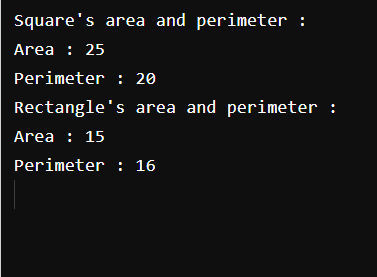 Square's area and perimeter :
Area : 25
Perimeter : 20
Rectangle's area and perimeter :
Area : 15
Perimeter : 16